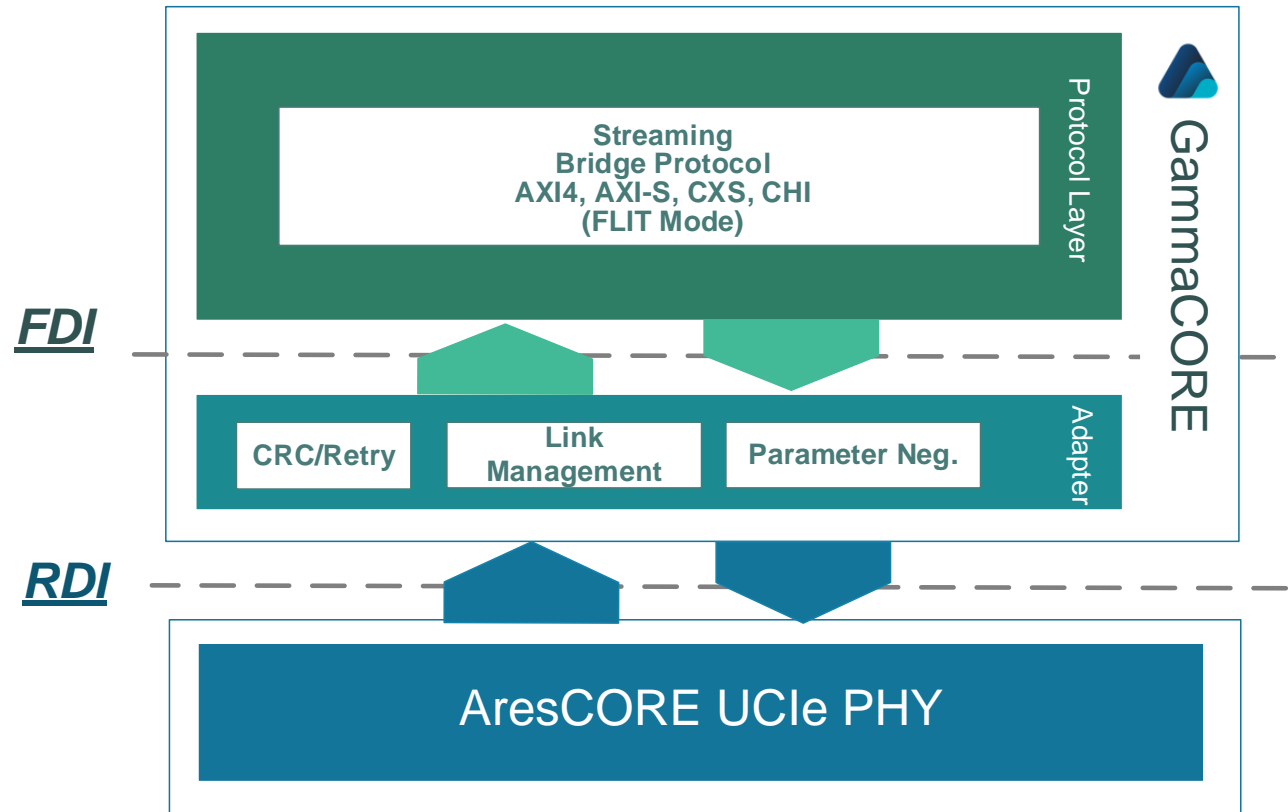 Streaming
Bridge Protocol
AXI4, AXI-S, CXS, CHI
(FLIT Mode)
Protocol Layer
GammaCORE
FDI
CRC/Retry
Link
Management
Parameter Neg.
Adapter
RDI
AresCORE UCIe PHY